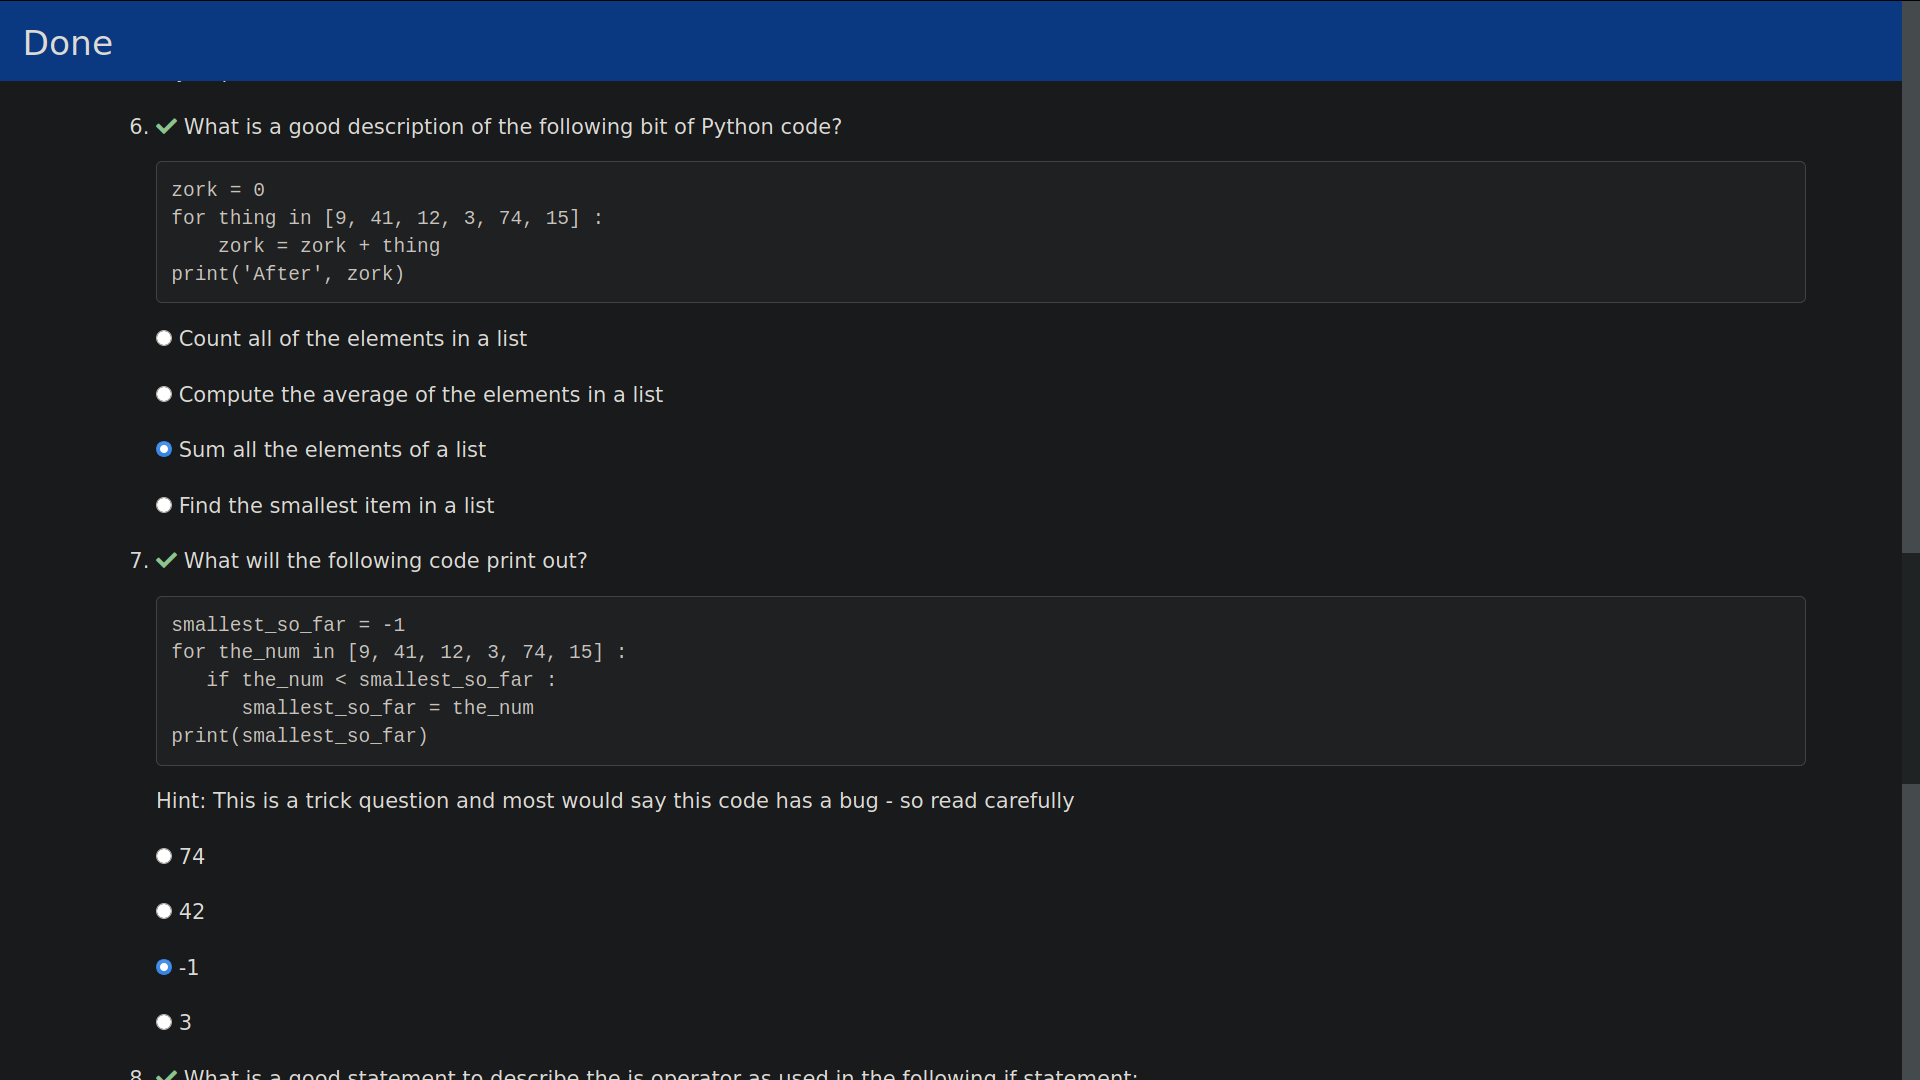 Done
6. What is a good description of the following bit of Python code?
zork = 0
for thing in [9, 41, 12, 3, 74, 15] :
    zork = zork + thing
print('After', zork)
Count all of the elements in a list
Compute the average of the elements in a list
Sum all the elements of a list
Find the smallest item in a list
7. What will the following code print out?
smallest_so_far = -1
for the_num in [9, 41, 12, 3, 74, 15] :
   if the_num < smallest_so_far :
      smallest_so_far = the_num
print(smallest_so_far)
Hint: This is a trick question and most would say this code has a bug - so read carefully
74
42
-1
3
8. What is a good statement to describe the is operator as used in the following if statement: